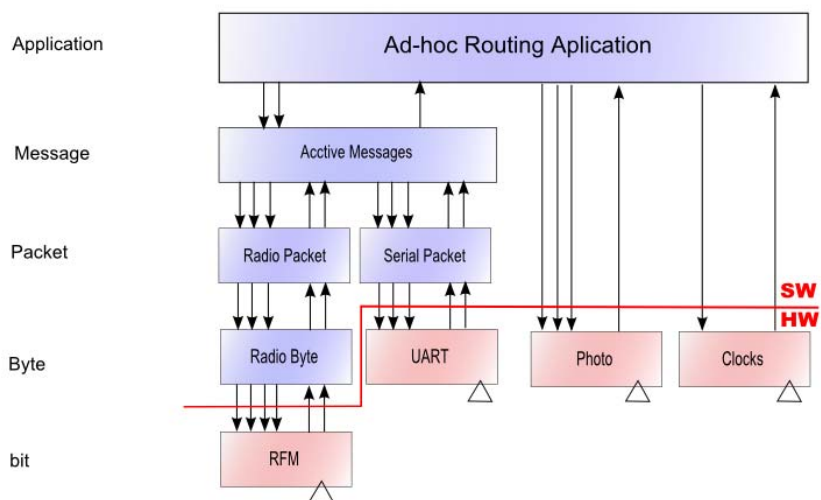 Application
Ad-hoc Routing Aplication
Message
Acctive Messages
Packet
Radio Packet
Serial Packet
SW
HW
Byte
Radio Byte
UART
Photo
Clocks
bit
RFM